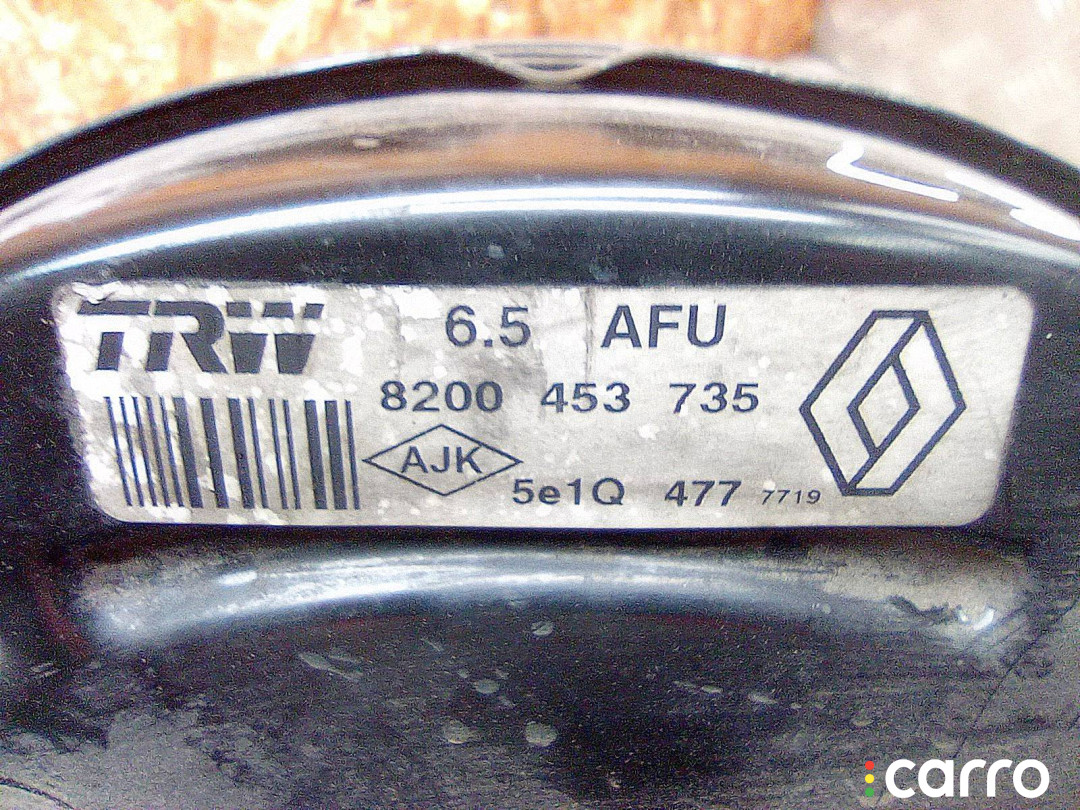 TRW 6.5 AFU
8200 453 735
AJK
5e1Q 477 7719
carro